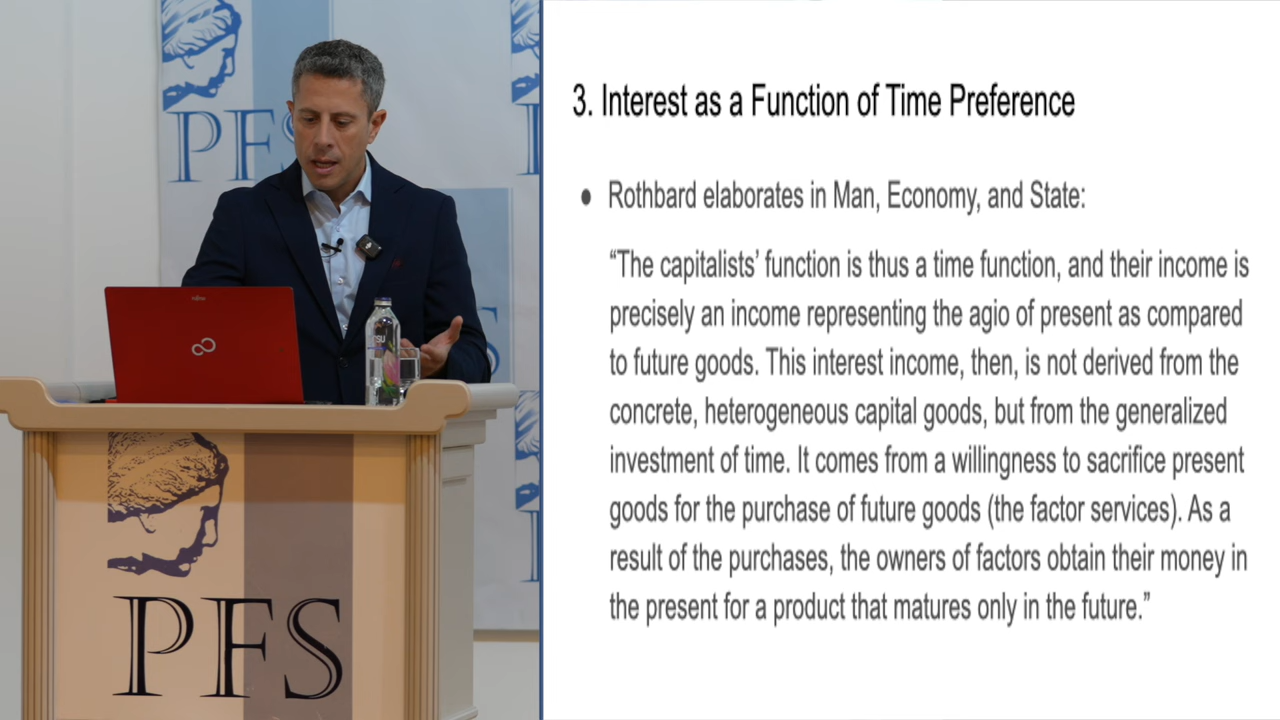 PFS
3. Interest as a Function of Time Preference
● Rothbard elaborates in Man, Economy, and State:
“The capitalists’ function is thus a time function, and their income is
precisely an income representing the agio of present as compared
to future goods. This interest income, then, is not derived from the
concrete, heterogeneous capital goods, but from the generalized
investment of time. It comes from a willingness to sacrifice present
goods for the purchase of future goods (the factor services). As a
result of the purchases, the owners of factors obtain their money in
the present for a product that matures only in the future.”
FUJITSU
PFS